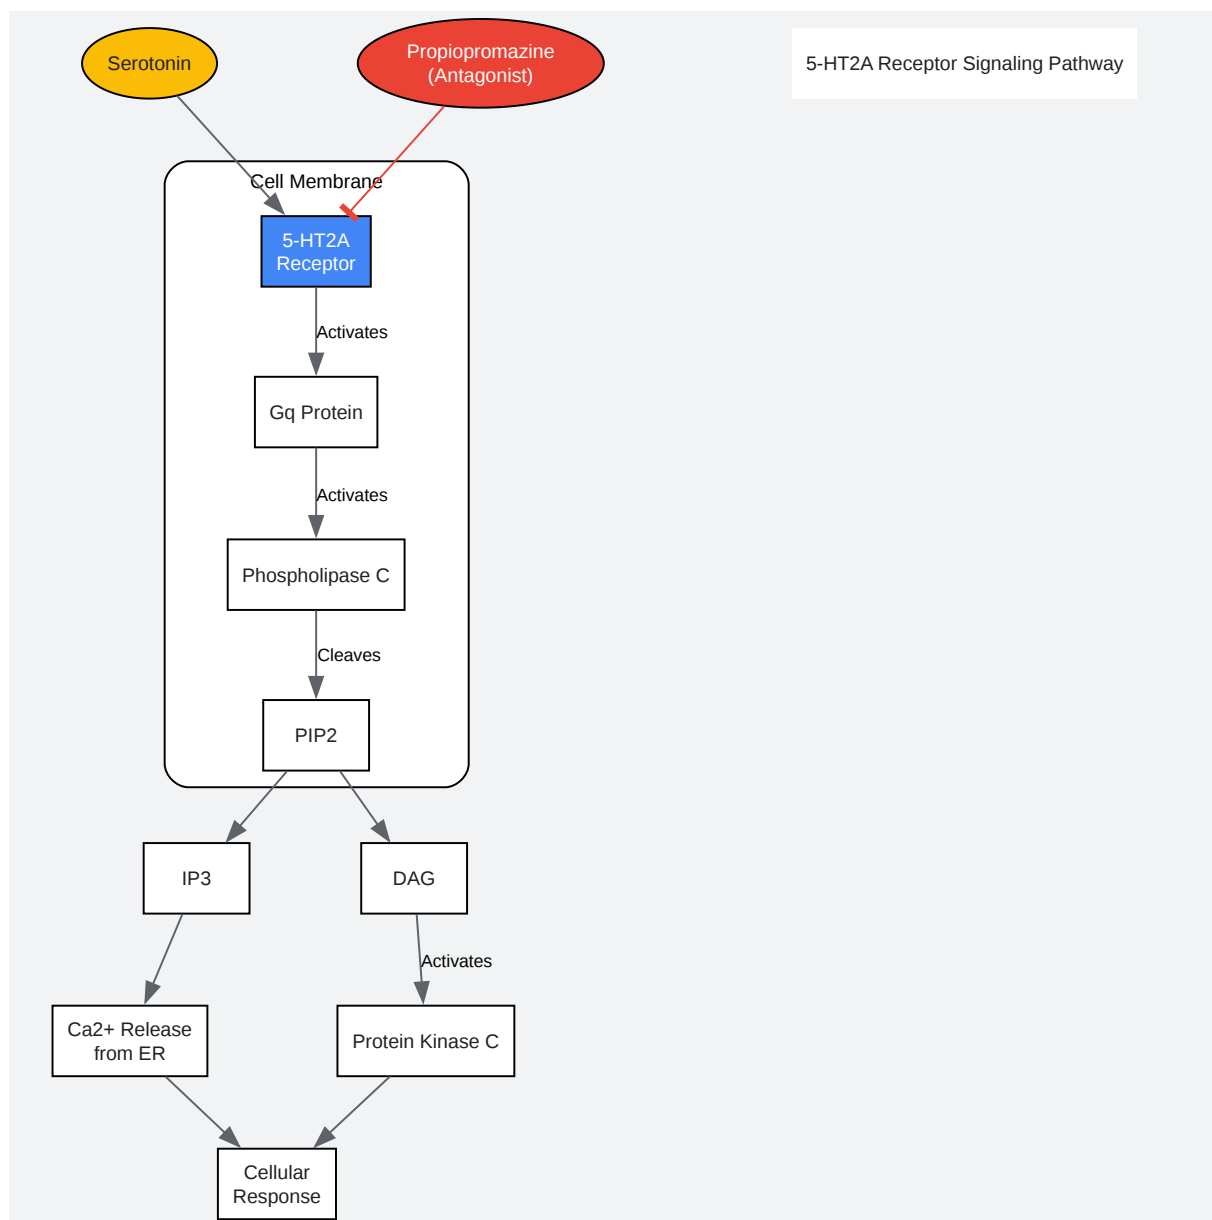 Serotonin
Propiopromazine
(Antagonist)
5-HT2A Receptor Signaling Pathway
Cell Membrane
5-HT2A
Receptor
Activates
Gq Protein
Activates
Phospholipase C
Cleaves
PIP2
IP3
DAG
Activates
Ca2+ Release
from ER
Protein Kinase C
Cellular
Response